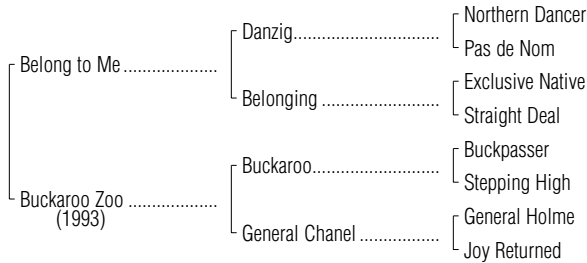 Northern Dancer
Danzig
Pas de Nom
Belong to Me
Exclusive Native
Belonging
Straight Deal
Buckpasser
Buckaroo
Stepping High
Buckaroo Zoo
(1993)
General Holme
General Chanel
Joy Returned